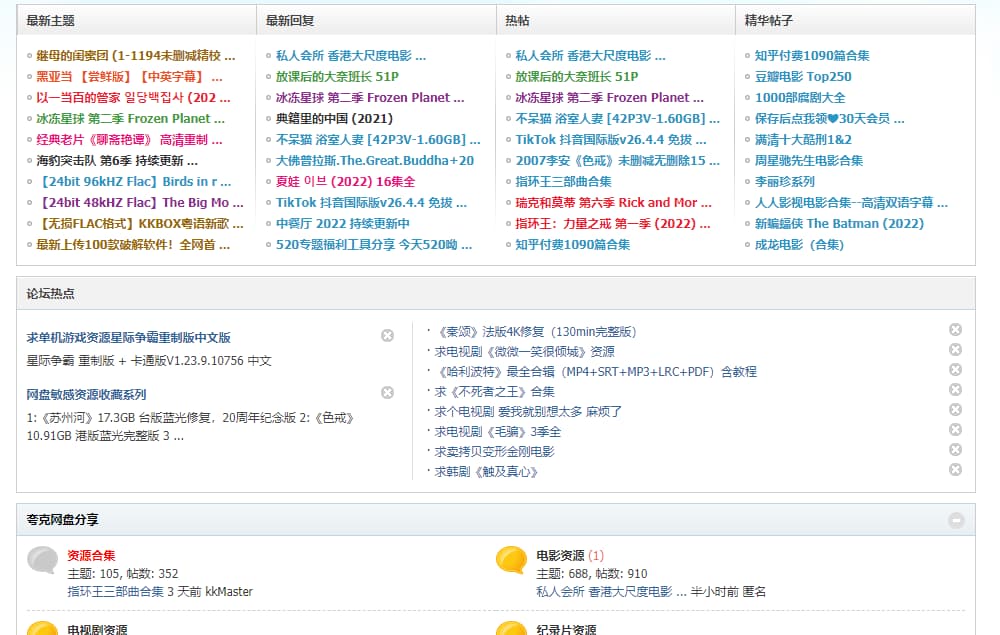 最新主题
继母的闺蜜团 (1-1194未删减精校 ...
黑亚当 【尝鲜版】【中英字幕】 ...
以一当百的管家 일당백집사 (202 ...
冰冻星球 第二季 Frozen Planet ...
经典老片《聊斋艳谭》 高清重制 ...
海豹突击队 第6季 持续更新 ...
【24bit 96kHZ Flac】Birds in r ...
【24bit 48kHZ Flac】The Big Mo ...
【无损FLAC格式】KKBOX粤语新歌 ...
最新上传100款破解软件！全网首 ...
最新回复
私人会所 香港大尺度电影 ...
放课后的大奈班长 51P
冰冻星球 第二季 Frozen Planet ...
典籍里的中国 (2021)
不呆猫 浴室人妻 [42P3V-1.60GB] ...
大佛普拉斯.The.Great.Buddha+20
夏娃 이브 (2022) 16集全
TikTok 抖音国际版v26.4.4 免拔 ...
中餐厅 2022 持续更新中
520专题福利工具分享 今天520呦 ...
热帖
私人会所 香港大尺度电影 ...
放课后的大奈班长 51P
冰冻星球 第二季 Frozen Planet ...
不呆猫 浴室人妻 [42P3V-1.60GB] ...
TikTok 抖音国际版v26.4.4 免拔 ...
2007李安《色戒》未删减无删除15 ...
指环王三部曲合集
瑞克和莫蒂 第六季 Rick and Mor ...
指环王：力量之戒 第一季 (2022) ...
知乎付费1090篇合集
精华帖子
知乎付费1090篇合集
豆瓣电影 Top250
1000部腐剧大全
保存后点我领♥30天会员 ...
满清十大酷刑1&2
周星驰先生电影合集
李丽珍系列
人人影视电影合集--高清双语字幕 ...
新蝙蝠侠 The Batman (2022)
成龙电影（合集）
论坛热点
求单机游戏资源星际争霸重制版中文版
星际争霸 重制版 + 卡通版V1.23.9.10756 中文
网盘敏感资源收藏系列
1:《苏州河》17.3GB 台版蓝光修复，20周年纪念版 2:《色戒》
10.91GB 港版蓝光完整版 3 ...
《秦颂》法版4K修复（130min完整版）
求电视剧《微微一笑很倾城》资源
《哈利波特》最全合辑（MP4+SRT+MP3+LRC+PDF）含教程
求《不死者之王》合集
求个电视剧 爱我就别想太多 麻烦了
求电视剧《毛骗》3季全
求卖拷贝变形金刚电影
求韩剧《触及真心》
夸克网盘分享
资源合集
主题: 105, 帖数: 352
指环王三部曲合集 3 天前 kkMaster
电影资源 (1)
主题: 688, 帖数: 910
私人会所 香港大尺度电影 ... 半小时前 匿名
电视剧资源
纪录片资源